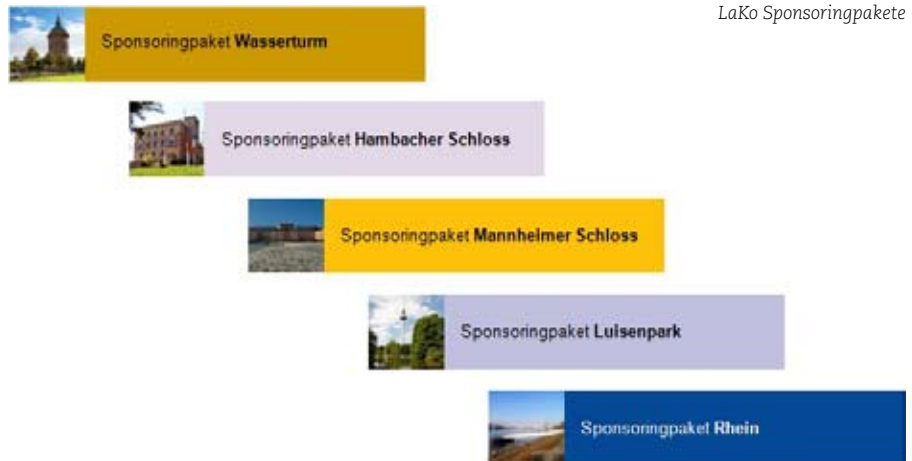 LaKo Sponsoringpakete
Sponsoringpaket Wasserturm
Sponsoringpaket Hambacher Schloss
Sponsoringpaket Mannheimer Schloss
Sponsoringpaket Luisenpark
Sponsoringpaket Rhein